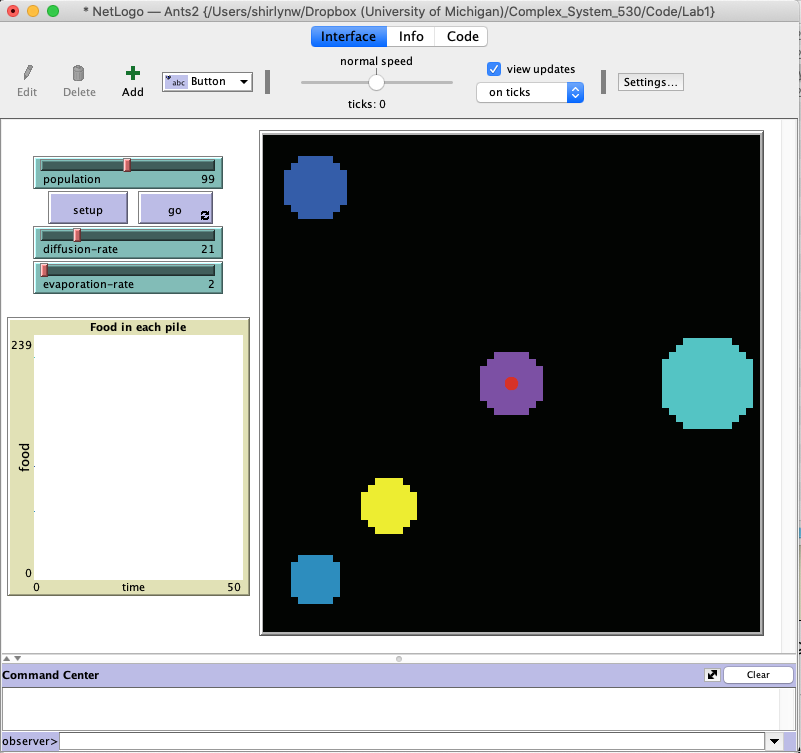 * NetLogo — Ants2 {/Users/shirlynw/Dropbox (University of Michigan)/Complex_System_530/Code/Lab1}
Interface Info Code
Edit Delete Add abc Button normal speed view updates
ticks: 0 on ticks Settings...
population 99
setup go
diffusion-rate 21
evaporation-rate 2
Food in each pile
239
food
0
0 time 50
Command Center Clear
observer>